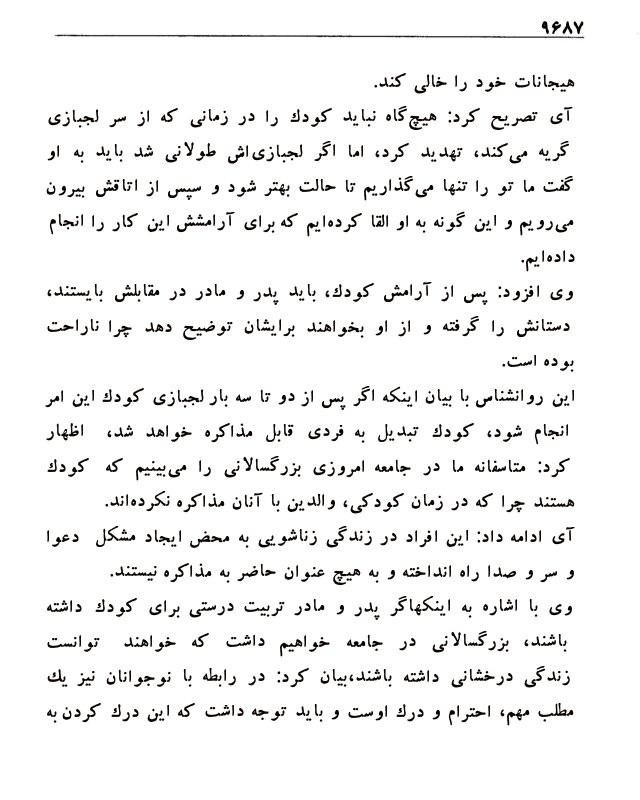 ۹۶۸۷
هیجانات خود را خالی کند.
آی تصریح کرد: هیچ‌گاه نباید کودك را در زمانی که از سر لجبازی
گریه می‌کند، تهدید کرد، اما اگر لجبازی‌اش طولانی شد باید به او
گفت ما تو را تنها می‌گذاریم تا حالت بهتر شود و سپس از اتاقش بیرون
می‌رویم و این گونه به او القا کرده‌ایم که برای آرامشش این کار را انجام
داده‌ایم.
وی افزود: پس از آرامش کودك، باید پدر و مادر در مقابلش بایستند،
دستانش را گرفته و از او بخواهند برایشان توضیح دهد چرا ناراحت
بوده است.
این روانشناس با بیان اینکه اگر پس از دو تا سه بار لجبازی کودك این امر
انجام شود، کودك تبدیل به فردی قابل مذاکره خواهد شد، اظهار
کرد: متاسفانه ما در جامعه امروزی بزرگسالانی را می‌بینیم که کودك
هستند چرا که در زمان کودکی، والدین با آنان مذاکره نکرده‌اند.
آی ادامه داد: این افراد در زندگی زناشویی به محض ایجاد مشکل دعوا
و سر و صدا راه انداخته و به هیچ عنوان حاضر به مذاکره نیستند.
وی با اشاره به اینکهاگر پدر و مادر تربیت درستی برای کودك داشته
باشند، بزرگسالانی در جامعه خواهیم داشت که خواهند توانست
زندگی درخشانی داشته باشند،بیان کرد: در رابطه با نوجوانان نیز یك
مطلب مهم، احترام و درك اوست و باید توجه داشت که این درك کردن به